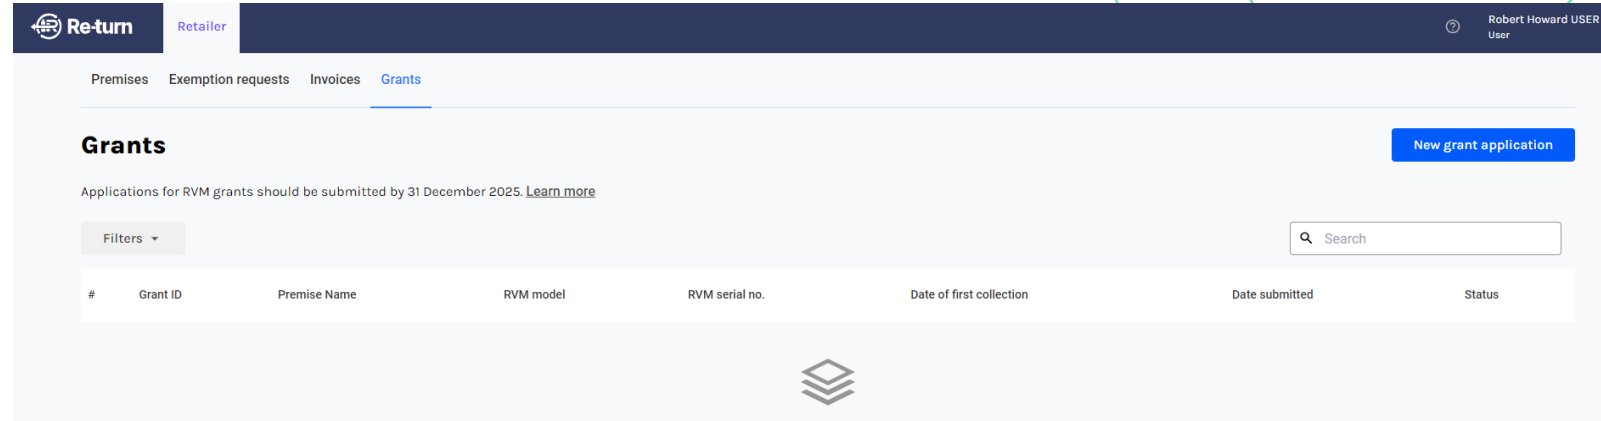 Re-turn
Retailer
Robert Howard USER
User
Premises Exemption requests Invoices Grants
Grants
New grant application
Applications for RVM grants should be submitted by 31 December 2025. Learn more
Filters
Search
# Grant ID Premise Name RVM model RVM serial no. Date of first collection Date submitted Status